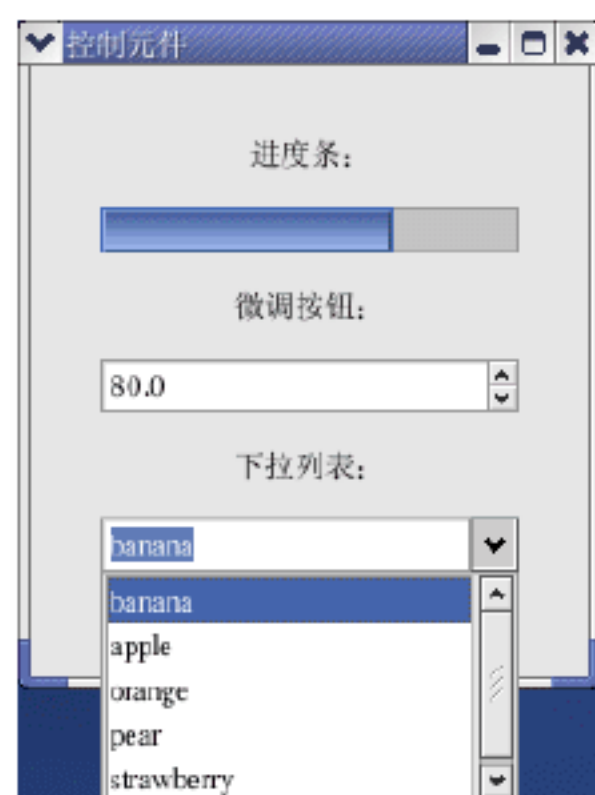 控制元件
进度条：
微调按钮：
80.0
下拉列表：
banana
banana
apple
orange
pear
strawberry